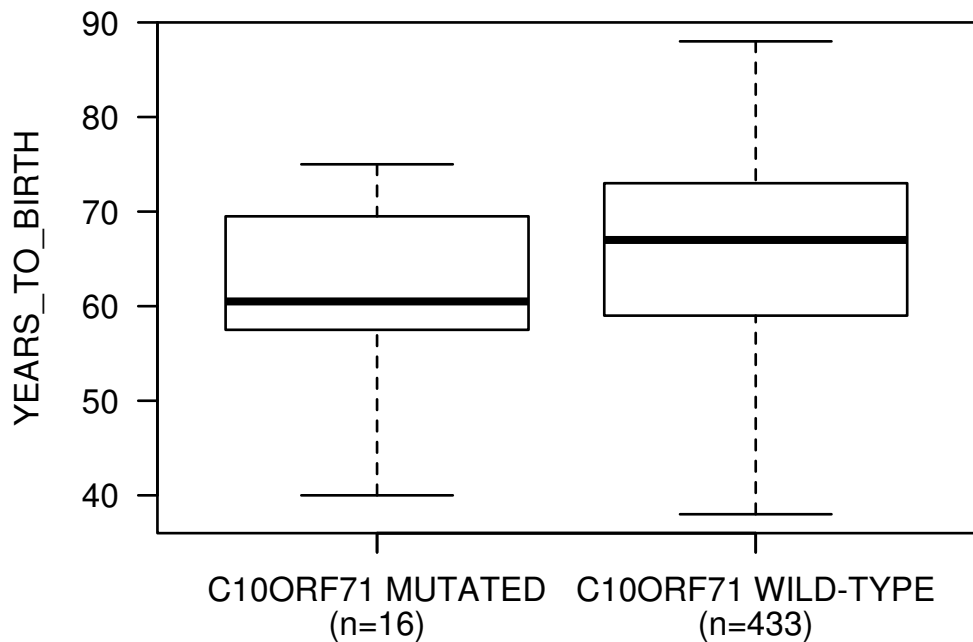 YEARS_TO_BIRTH
90
80
70
60
50
40
C10ORF71 MUTATED
(n=16)
C10ORF71 WILD-TYPE
(n=433)